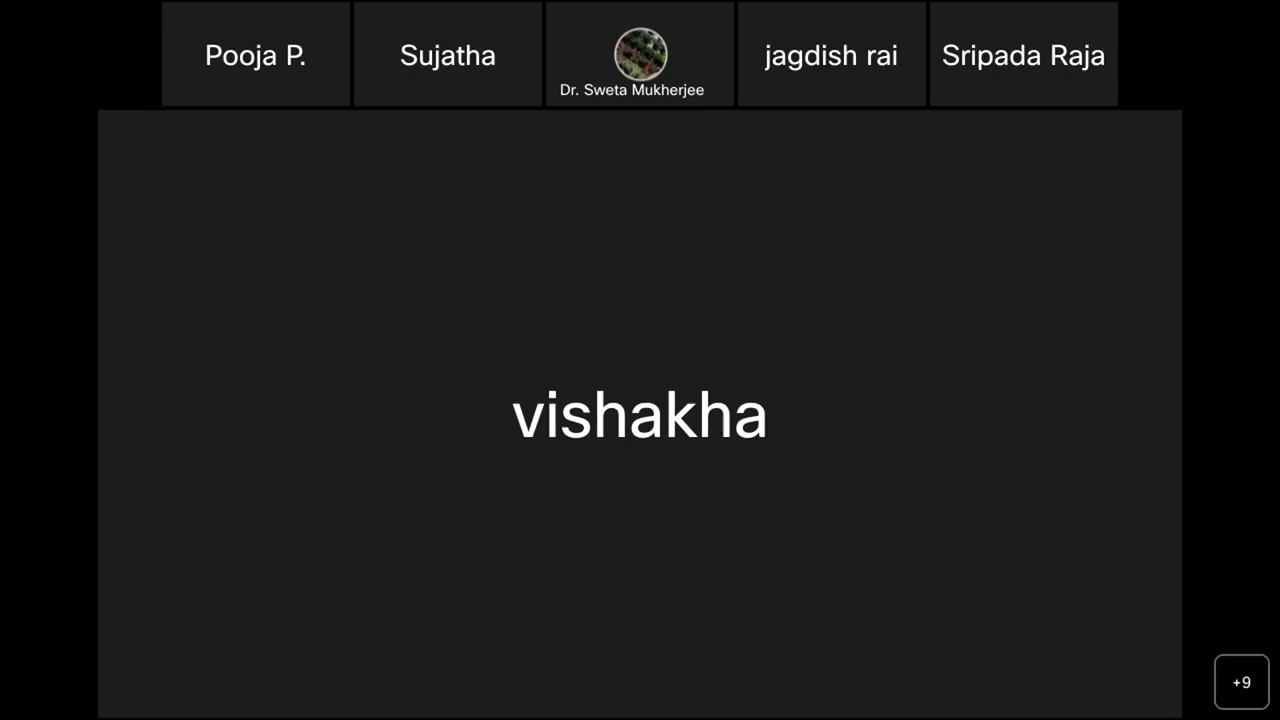 Pooja P.
Sujatha
Dr. Sweta Mukherjee
jagdish rai
Sripada Raja
vishakha
+9